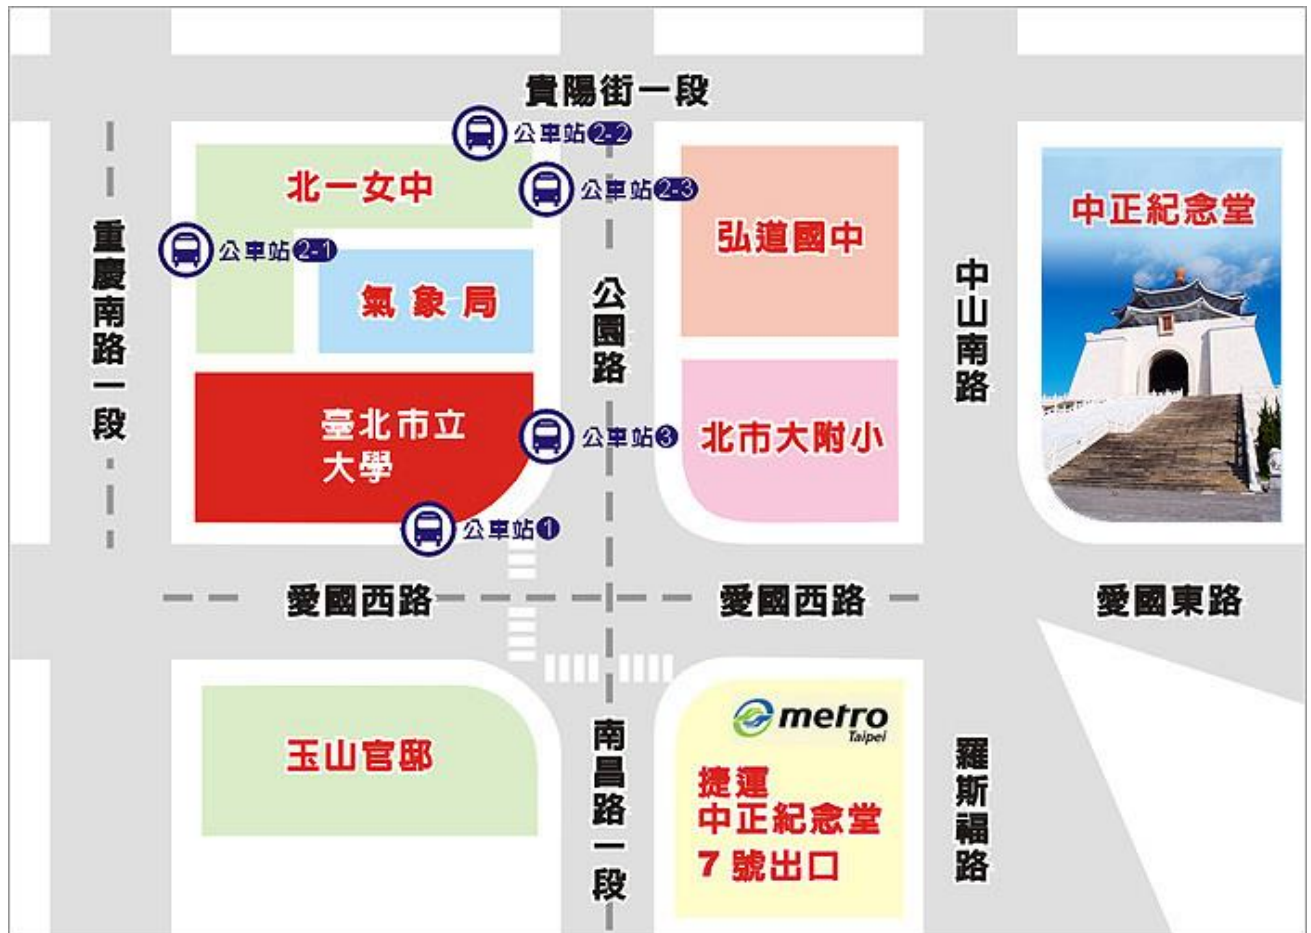 貴陽街一段
公車站2-2
北一女中
公車站2-3
中正紀念堂
弘道國中
公車站2-1
重慶南路一段
氣象局
公園路
中山南路
臺北市立
大學
公車站3
北市大附小
公車站1
愛國西路
愛國西路
愛國東路
玉山官邸
南昌路一段
metro
Taipei
捷運
中正紀念堂
7號出口
羅斯福路